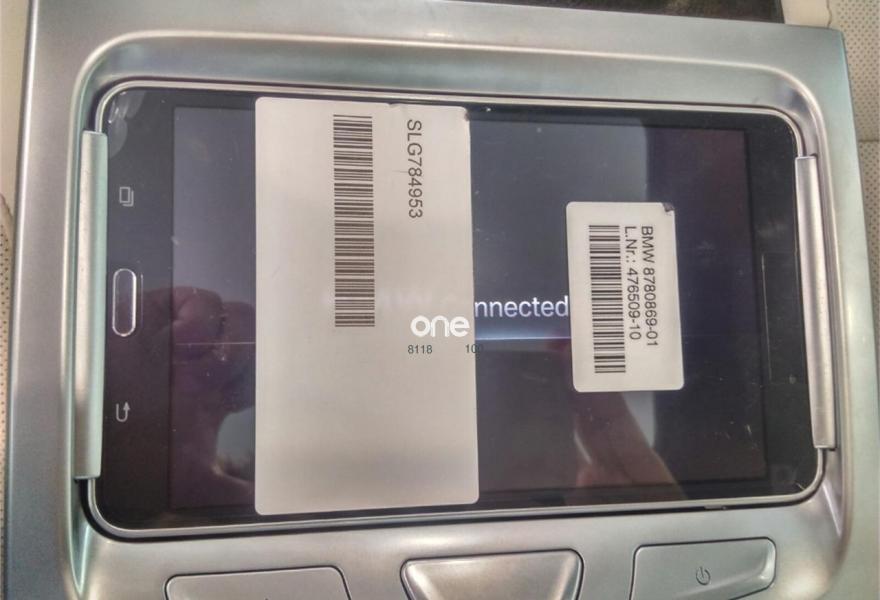 SLG784953
BMW 8780869-01
L.Nr.: 476509-10
nnected
one
8118 100